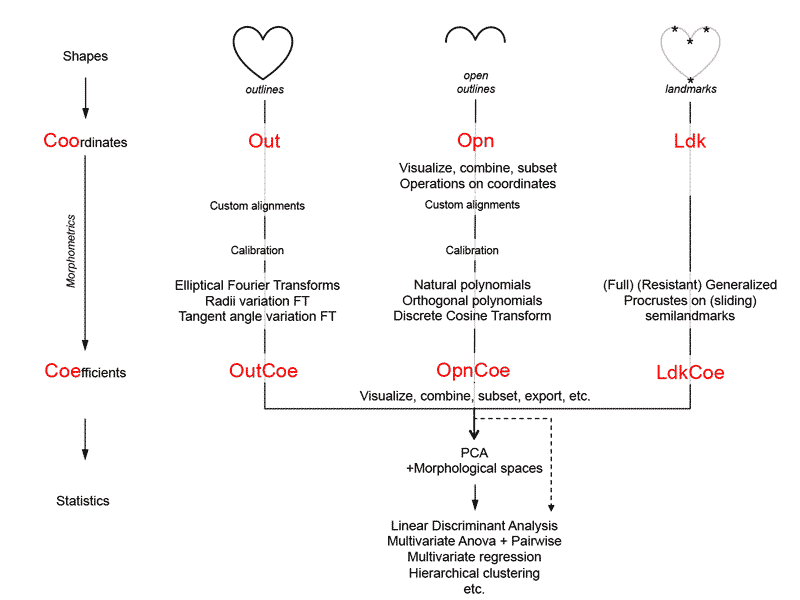 Shapes
outlines
open
outlines
landmarks
Coordinates
Out
Opn
Ldk
Visualize, combine, subset
Operations on coordinates
Custom alignments
Custom alignments
Morphometrics
Calibration
Calibration
Elliptical Fourier Transforms
Radii variation FT
Tangent angle variation FT
Natural polynomials
Orthogonal polynomials
Discrete Cosine Transform
(Full) (Resistant) Generalized
Procrustes on (sliding)
semilandmarks
Coefficients
OutCoe
OpnCoe
LdkCoe
Visualize, combine, subset, export, etc.
PCA
+Morphological spaces
Statistics
Linear Discriminant Analysis
Multivariate Anova + Pairwise
Multivariate regression
Hierarchical clustering
etc.